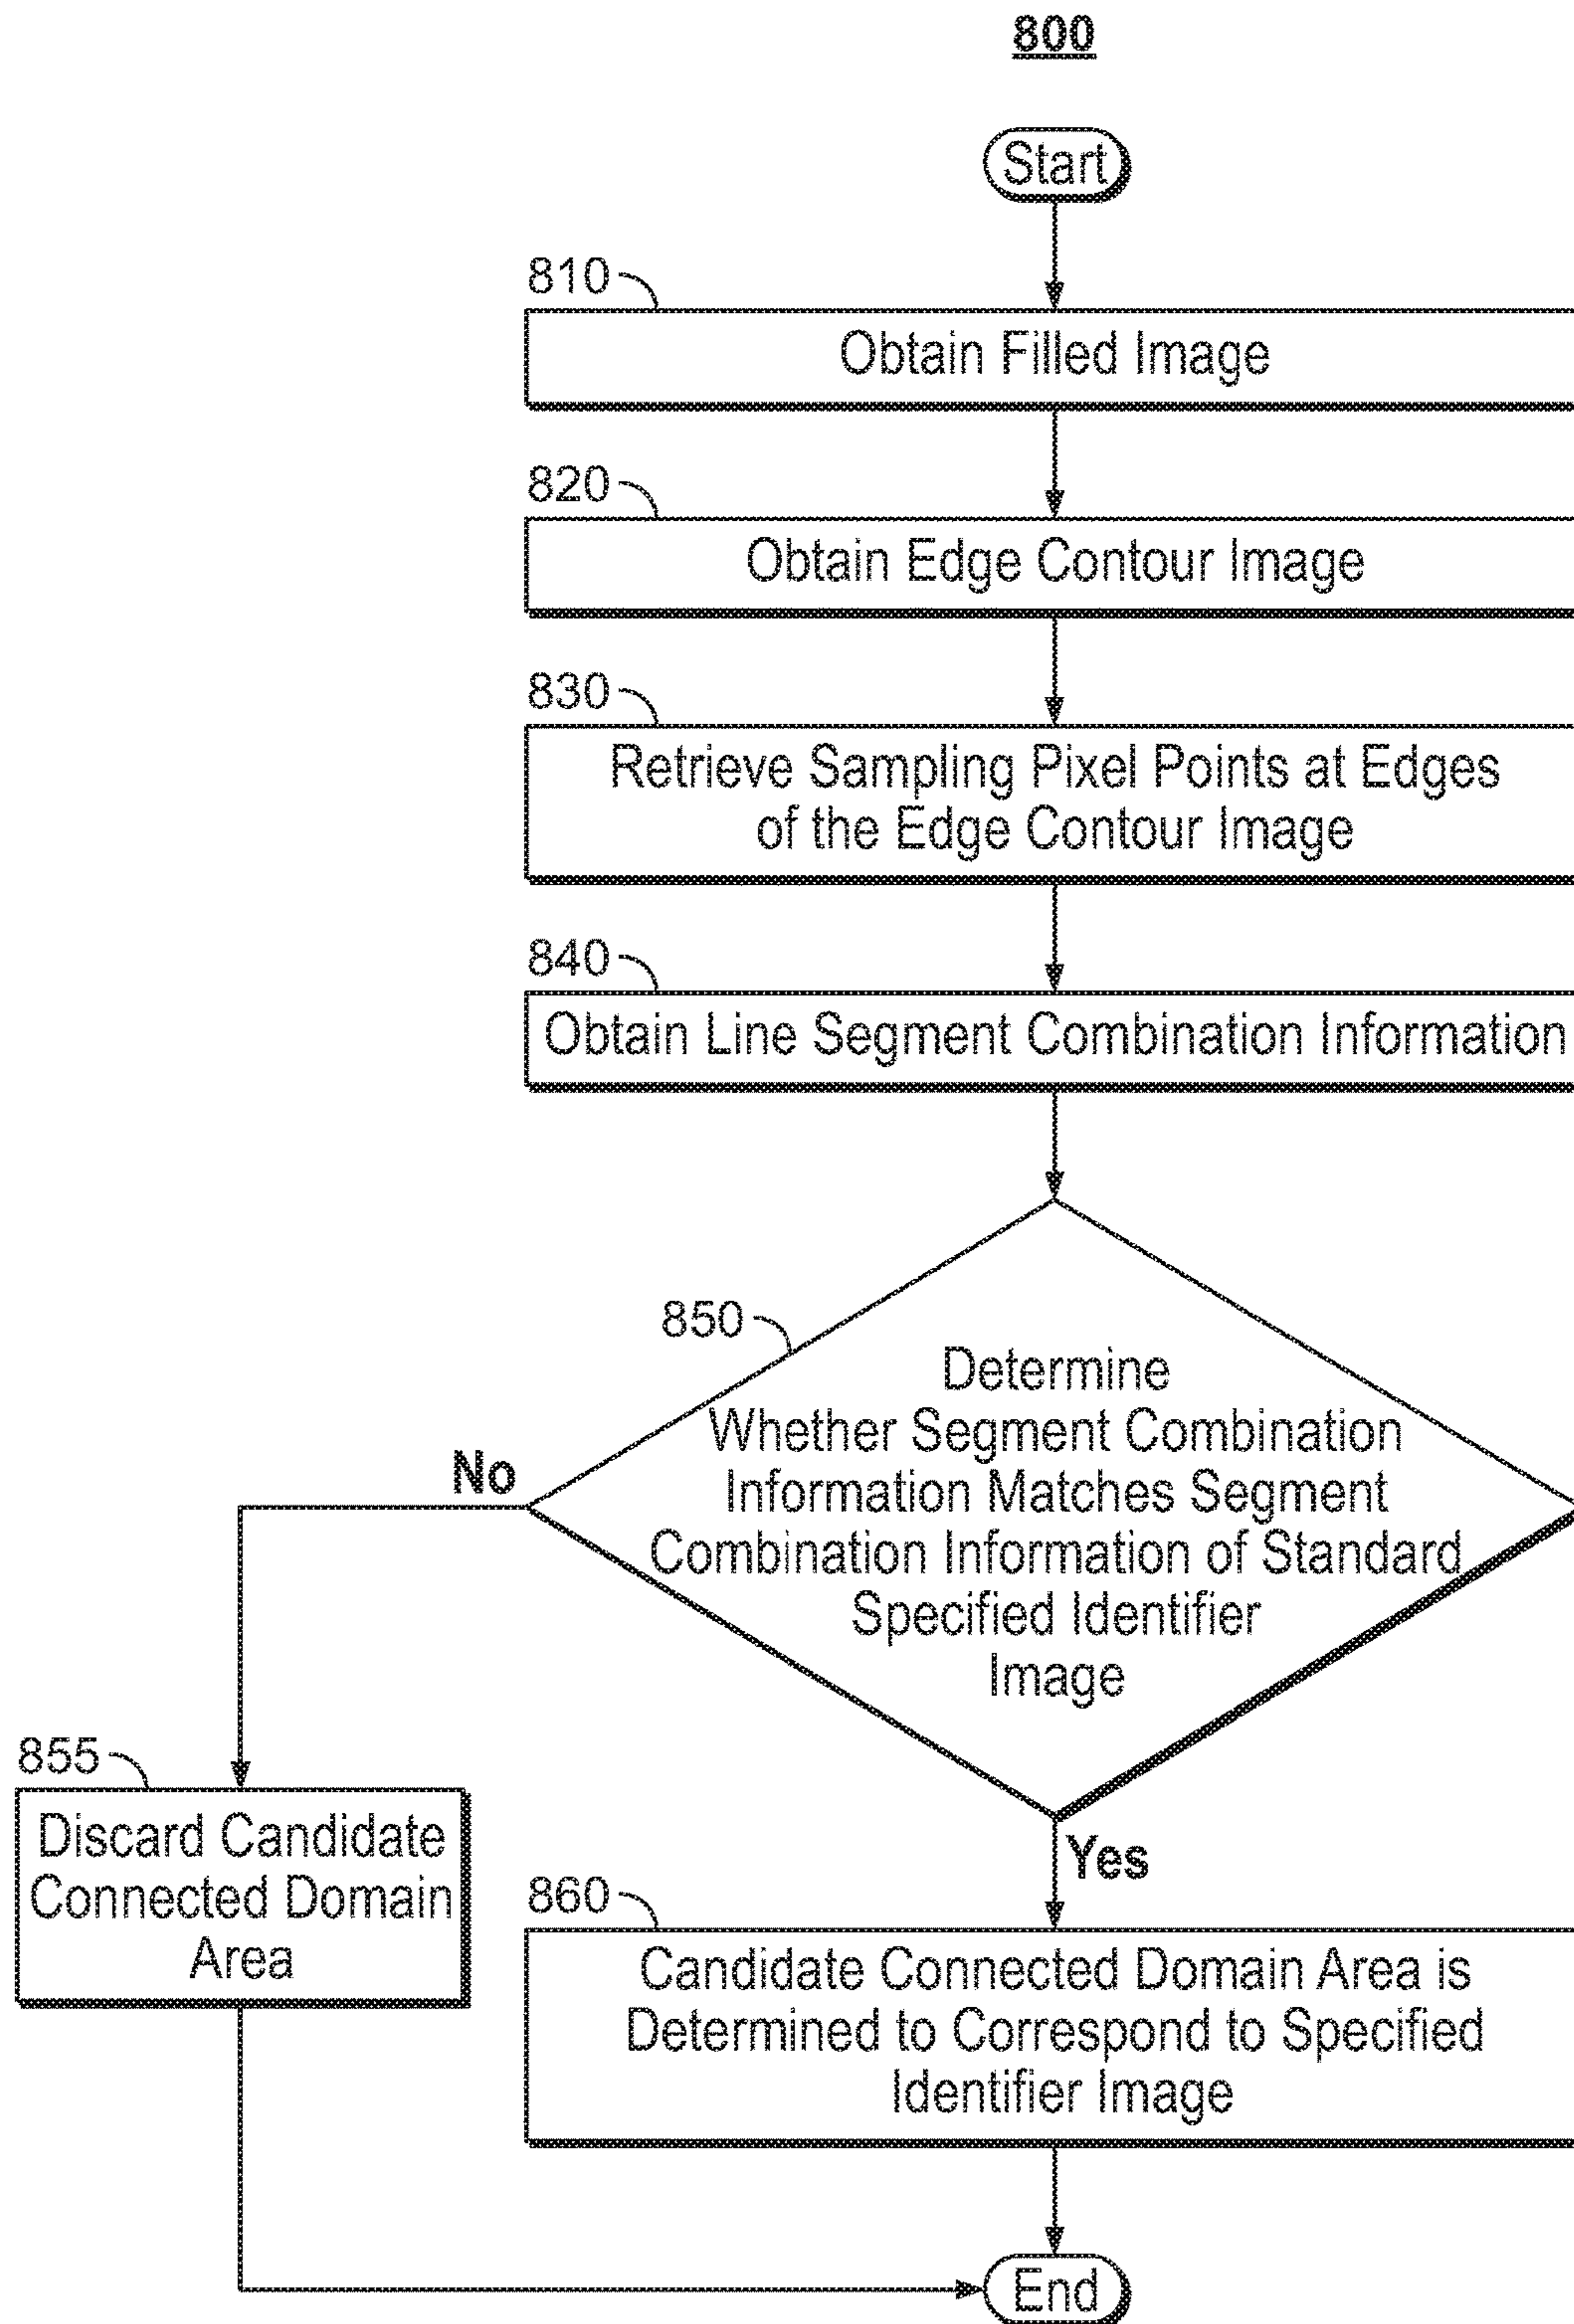 800
Start
810
Obtain Filled Image
820
Obtain Edge Contour Image
830
Retrieve Sampling Pixel Points at Edges
of the Edge Contour Image
840
Obtain Line Segment Combination Information
850
Determine
Whether Segment Combination
Information Matches Segment
Combination Information of Standard
Specified Identifier
Image
No
Yes
855
Discard Candidate
Connected Domain
Area
860
Candidate Connected Domain Area is
Determined to Correspond to Specified
Identifier Image
End